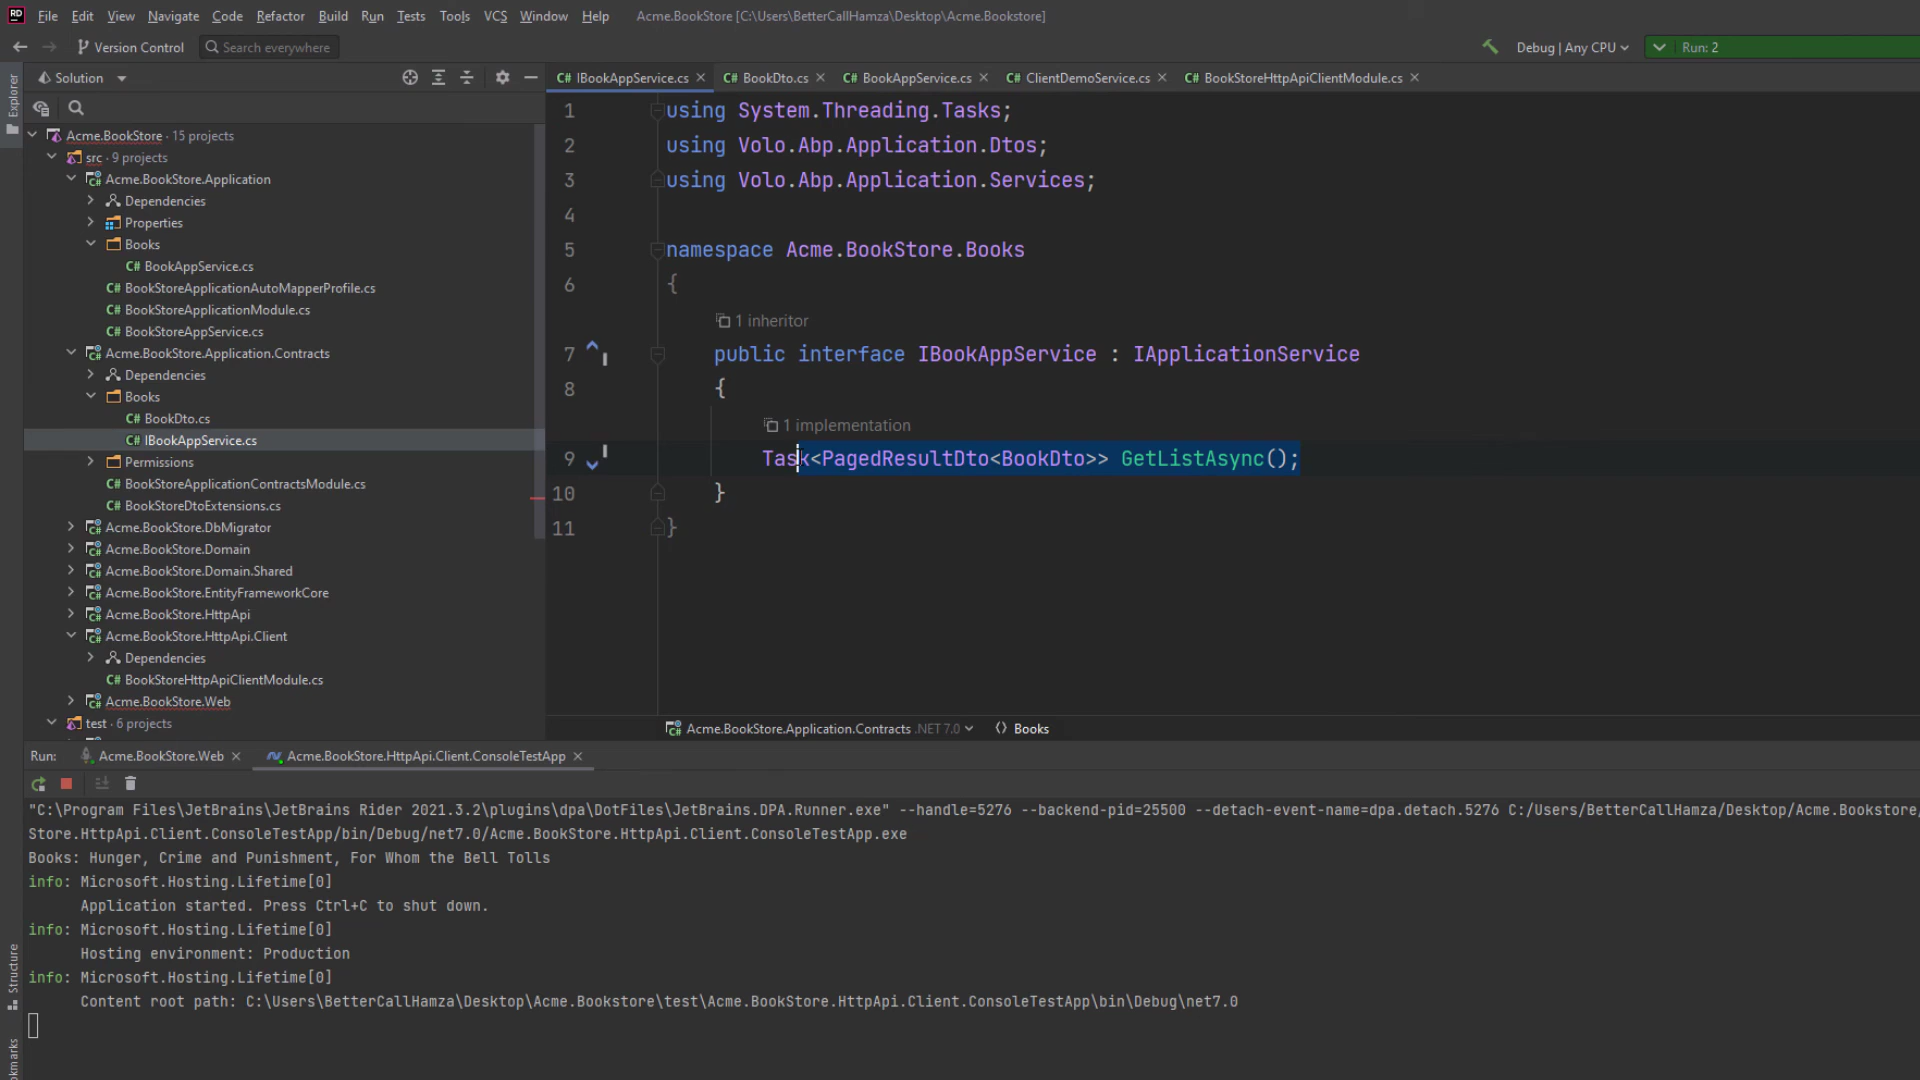 RD File Edit View Navigate Code Refactor Build Run Tests Tools VCS Window Help Acme.BookStore [C:\Users\BetterCallHamza\Desktop\Acme.Bookstore]
Version Control Search everywhere Debug | Any CPU Run: 2
Explorer
Solution
IBookAppService.cs BookDto.cs BookAppService.cs ClientDemoService.cs BookStoreHttpApiClientModule.cs
Acme.BookStore · 15 projects
src · 9 projects
Acme.BookStore.Application
Dependencies
Properties
Books
C# BookAppService.cs
C# BookStoreApplicationAutoMapperProfile.cs
C# BookStoreApplicationModule.cs
C# BookStoreAppService.cs
Acme.BookStore.Application.Contracts
Dependencies
Books
C# BookDto.cs
C# IBookAppService.cs
Permissions
C# BookStoreApplicationContractsModule.cs
C# BookStoreDtoExtensions.cs
Acme.BookStore.DbMigrator
Acme.BookStore.Domain
Acme.BookStore.Domain.Shared
Acme.BookStore.EntityFrameworkCore
Acme.BookStore.HttpApi
Acme.BookStore.HttpApi.Client
Dependencies
C# BookStoreHttpApiClientModule.cs
Acme.BookStore.Web
test · 6 projects
1 using System.Threading.Tasks;
2 using Volo.Abp.Application.Dtos;
3 using Volo.Abp.Application.Services;
4
5 namespace Acme.BookStore.Books
6 {
1 inheritor
7 public interface IBookAppService : IApplicationService
8 {
1 implementation
9 Task<PagedResultDto<BookDto>> GetListAsync();
10 }
11 }
Acme.BookStore.Application.Contracts .NET 7.0 Books
Run: Acme.BookStore.Web Acme.BookStore.HttpApi.Client.ConsoleTestApp
"C:\Program Files\JetBrains\JetBrains Rider 2021.3.2\plugins\dpa\DotFiles\JetBrains.DPA.Runner.exe" --handle=5276 --backend-pid=25500 --detach-event-name=dpa.detach.5276 C:/Users/BetterCallHamza/Desktop/Acme.Bookstore/
Store.HttpApi.Client.ConsoleTestApp/bin/Debug/net7.0/Acme.BookStore.HttpApi.Client.ConsoleTestApp.exe
Books: Hunger, Crime and Punishment, For Whom the Bell Tolls
info: Microsoft.Hosting.Lifetime[0]
Application started. Press Ctrl+C to shut down.
info: Microsoft.Hosting.Lifetime[0]
Hosting environment: Production
info: Microsoft.Hosting.Lifetime[0]
Content root path: C:\Users\BetterCallHamza\Desktop\Acme.Bookstore\test\Acme.BookStore.HttpApi.Client.ConsoleTestApp\bin\Debug\net7.0
Structure